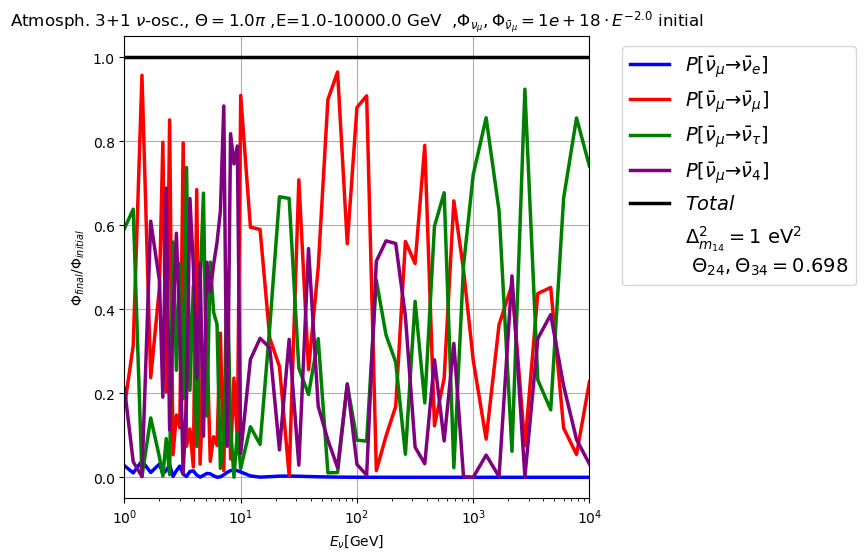 Atmosph. 3+1 ν-osc., Θ = 1.0π ,E=1.0-10000.0 GeV ,Φ_{ν_μ}, Φ_{ν̄_μ} = 1e + 18 · E^{−2.0} initial
Φ_{final}/Φ_{initial}
1.0
0.8
0.6
0.4
0.2
0.0
10^0
10^1
10^2
10^3
10^4
E_ν[GeV]
P[ν̄_μ→ν̄_e]
P[ν̄_μ→ν̄_μ]
P[ν̄_μ→ν̄_τ]
P[ν̄_μ→ν̄_4]
Total
Δ^2_{m_{14}} = 1 eV^2
Θ_{24}, Θ_{34} = 0.698